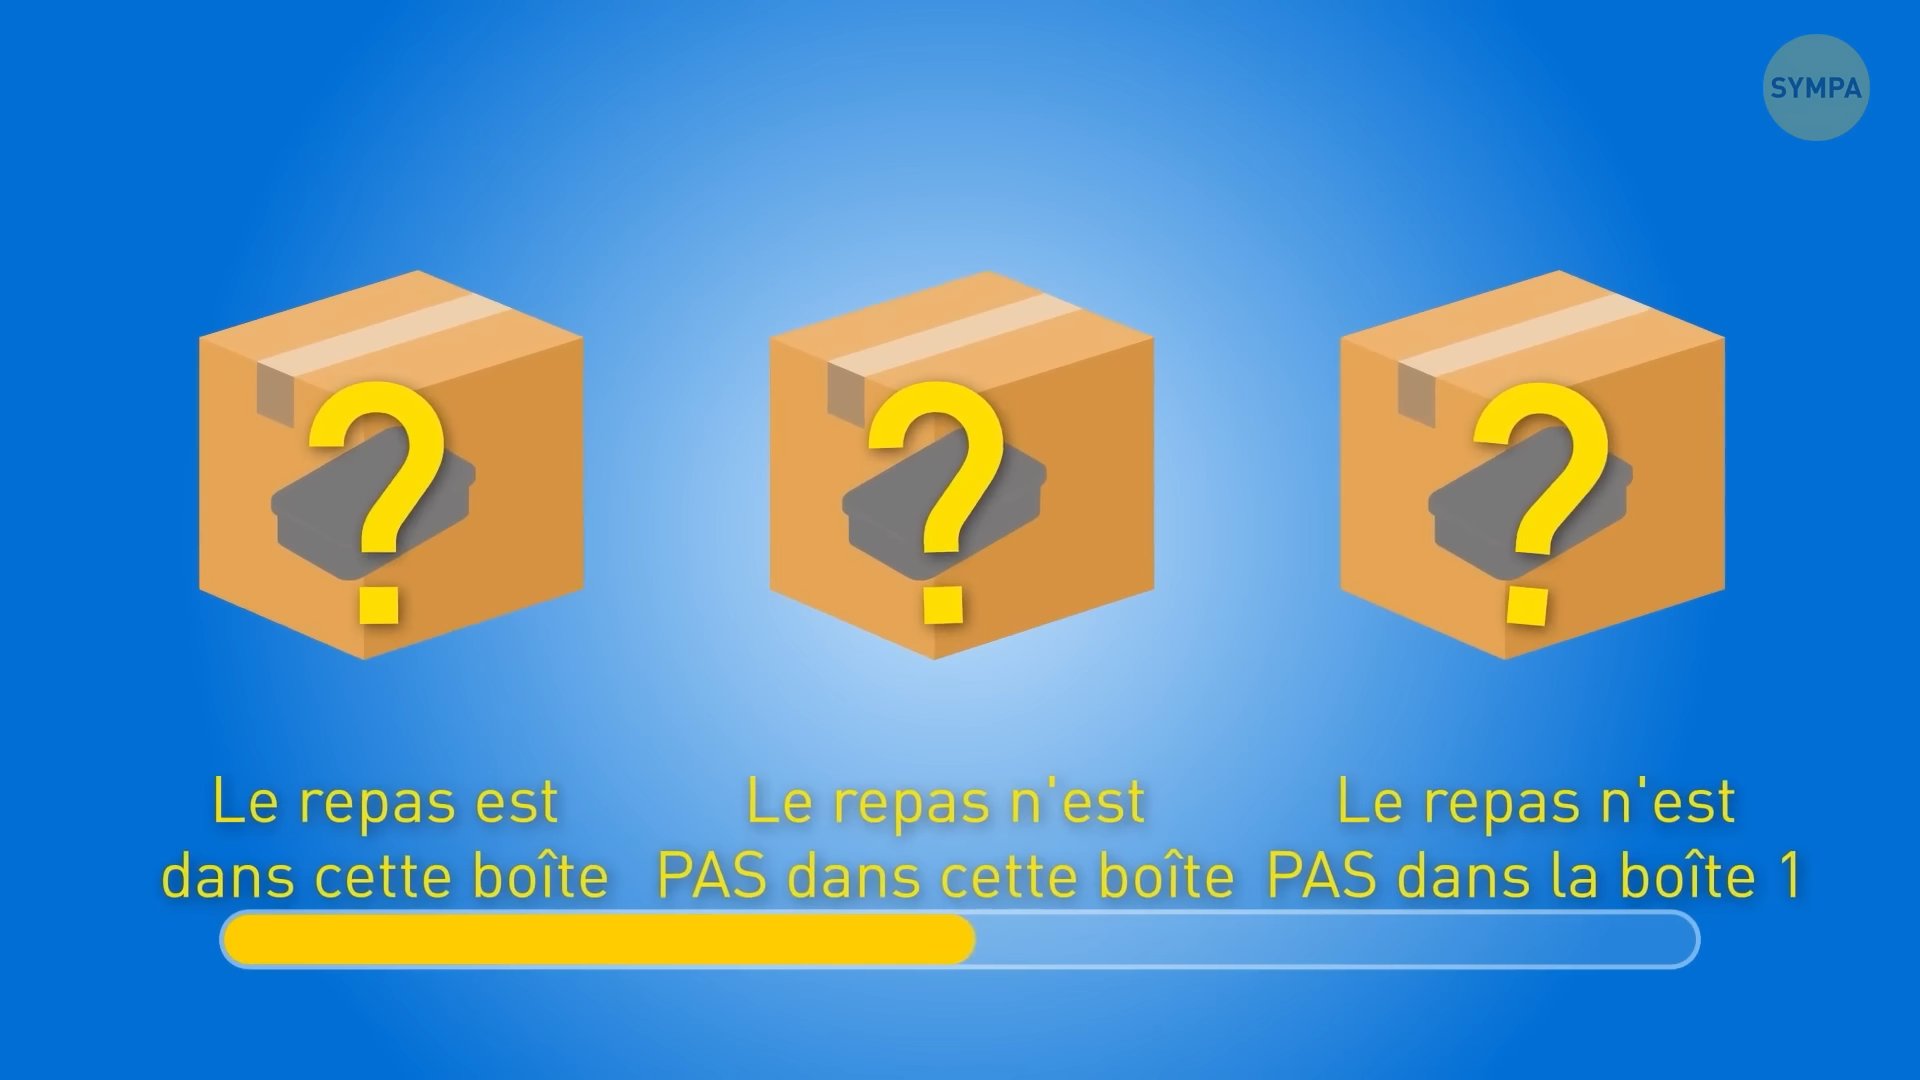 SYMPA
?
?
?
Le repas est
dans cette boîte
Le repas n'est
PAS dans cette boîte
Le repas n'est
PAS dans la boîte 1